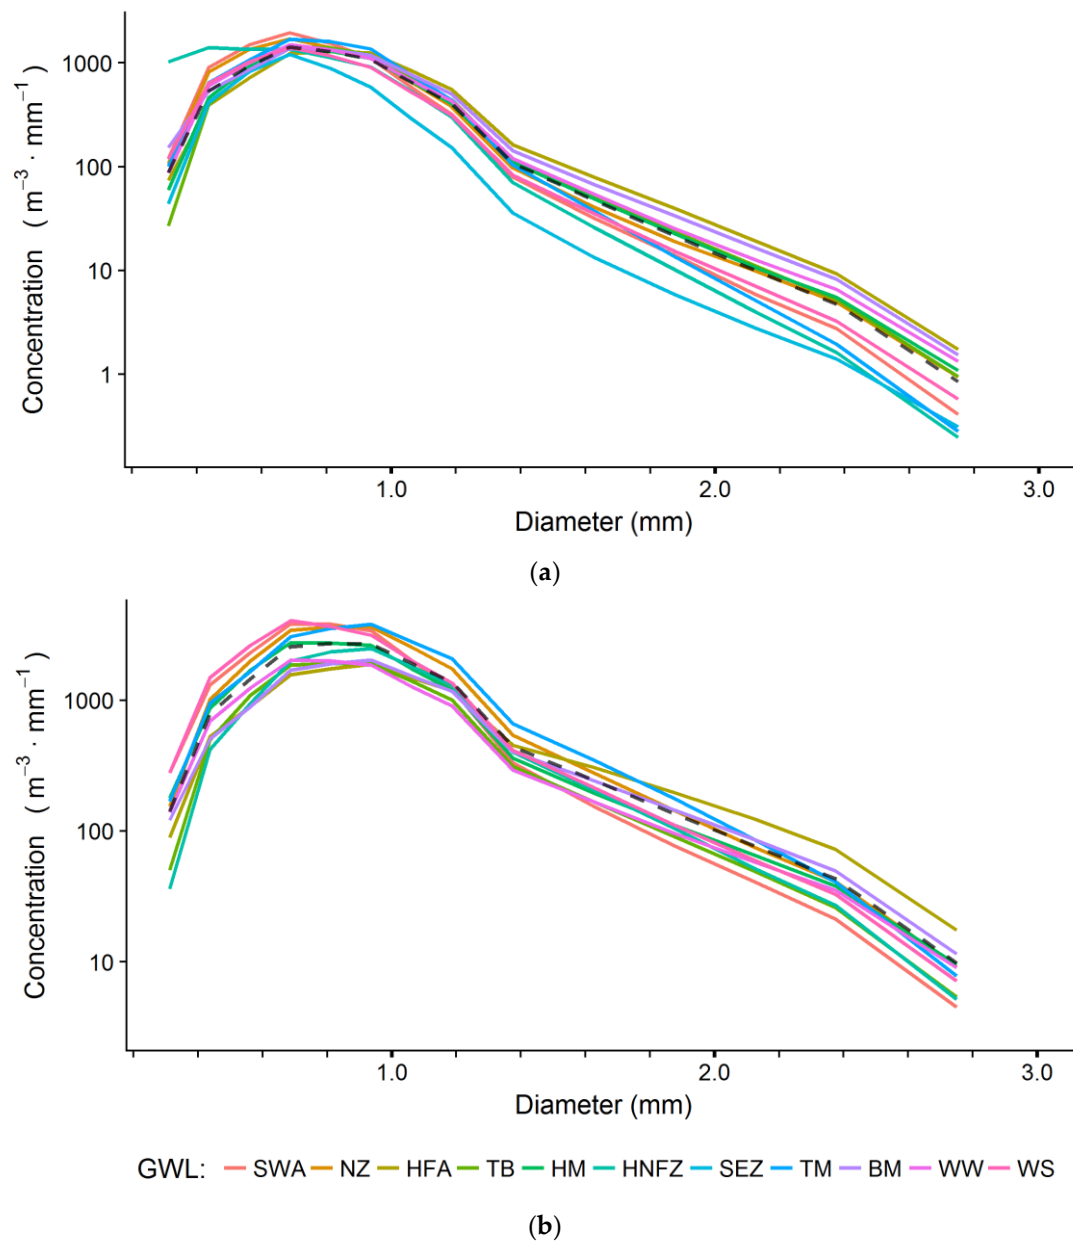 1000
100
10
1
Concentration ( m⁻³ · mm⁻¹ )
1.0 2.0 3.0
Diameter (mm)
(a)
1000
100
10
Concentration ( m⁻³ · mm⁻¹ )
1.0 2.0 3.0
Diameter (mm)
GWL: SWA NZ HFA TB HM HNFZ SEZ TM BM WW WS
(b)